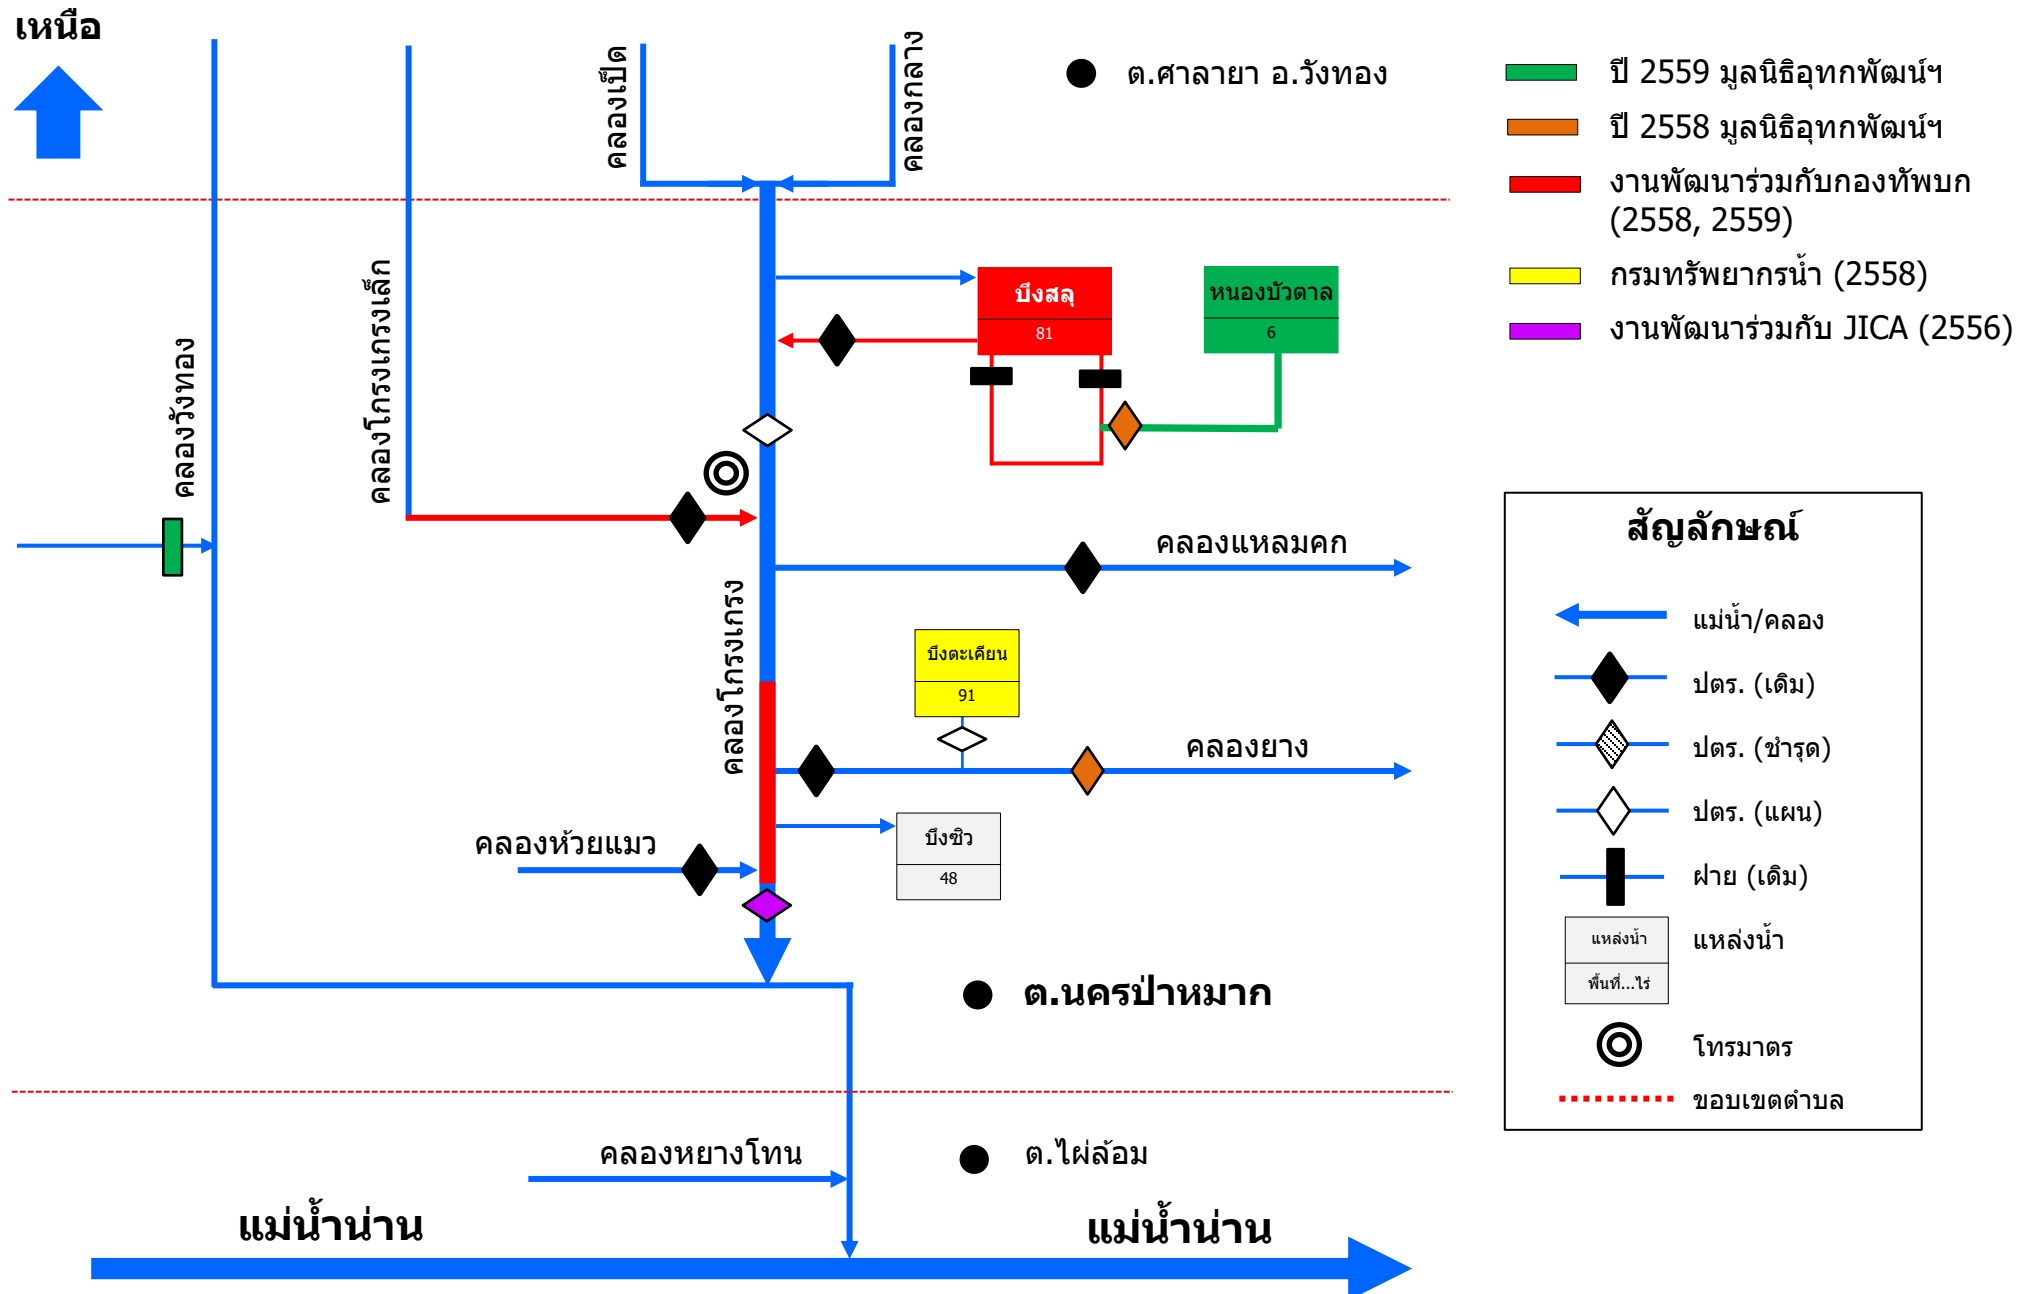 เหนือ
คลองเป็ด
คลองกลาง
ต.ศาลายา อ.วังทอง
ปี 2559 มูลนิธิอุทกพัฒน์ฯ
ปี 2558 มูลนิธิอุทกพัฒน์ฯ
งานพัฒนาร่วมกับกองทัพบก
(2558, 2559)
กรมทรัพยากรน้ำ (2558)
งานพัฒนาร่วมกับ JICA (2556)
คลองวังทอง
คลองโกรงเกรงเล็ก
บึงสลุ
81
หนองบัวตาล
6
คลองแหลมคก
คลองโกรงเกรง
บึงตะเคียน
91
คลองยาง
บึงซิว
48
คลองห้วยแมว
ต.นครป่าหมาก
ต.ไผ่ล้อม
คลองหยางโทน
แม่น้ำน่าน
แม่น้ำน่าน
สัญลักษณ์
แม่น้ำ/คลอง
ปตร. (เดิม)
ปตร. (ชำรุด)
ปตร. (แผน)
ฝาย (เดิม)
แหล่งน้ำ
พื้นที่...ไร่
แหล่งน้ำ
โทรมาตร
ขอบเขตตำบล